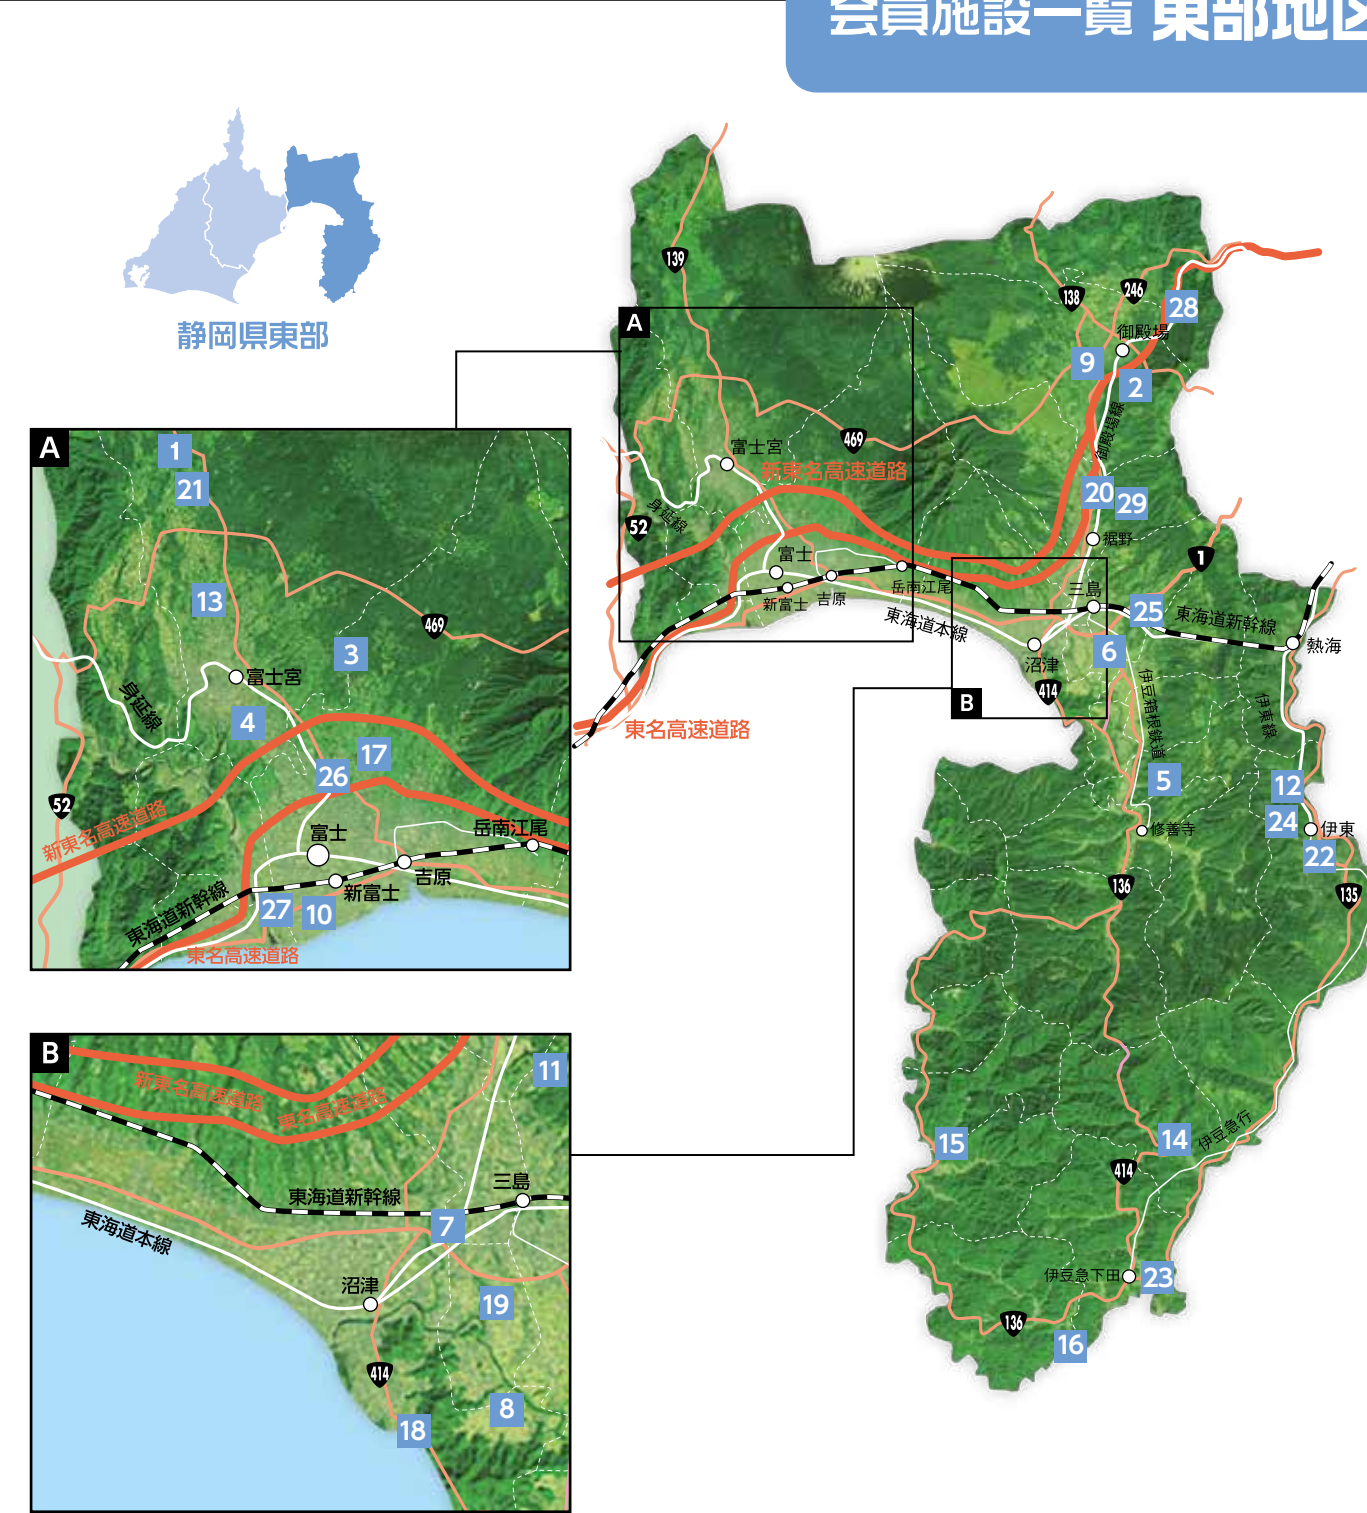 会員施設一覧 東部地区
静岡県東部
139
138
246
28
A
御殿場
9
2
御殿場線
469
富士宮
新東名高速道路
身延線
52
20
29
裾野
1
富士
新富士
吉原
岳南江尾
東海道本線
三島
25
東海道新幹線
熱海
沼津
6
414
B
東名高速道路
伊豆箱根鉄道
伊東線
5
12
24
伊東
22
修善寺
136
135
15
14
414
伊豆急行
伊豆急下田
23
136
16
A
1
21
13
469
3
富士宮
身延線
4
17
26
52
新東名高速道路
富士
岳南江尾
吉原
新富士
東海道新幹線
27
10
東名高速道路
B
11
新東名高速道路
東名高速道路
三島
東海道新幹線
7
東海道本線
沼津
19
414
8
18